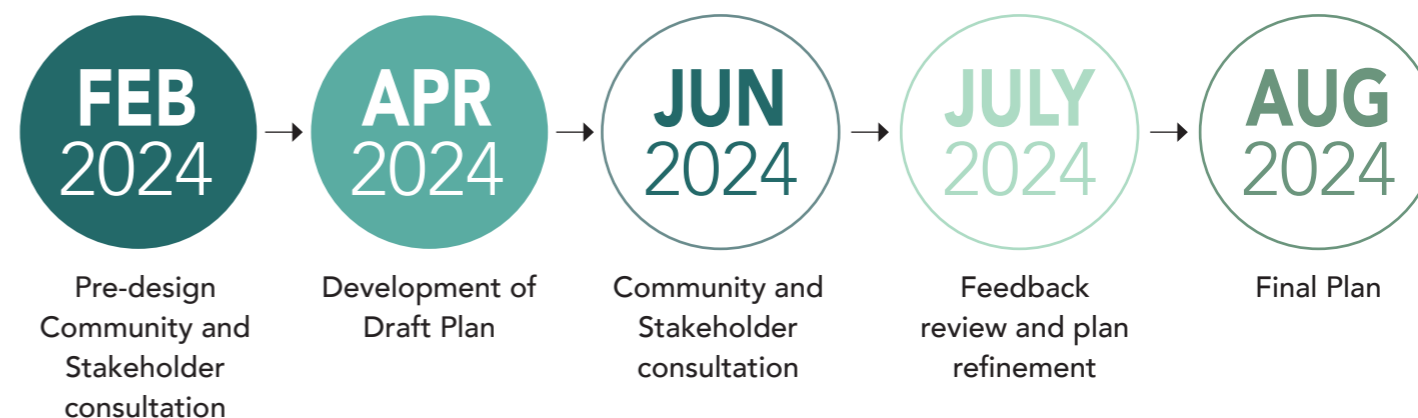 FEB
2024
Pre-design
Community and
Stakeholder
consultation
APR
2024
Development of
Draft Plan
JUN
2024
Community and
Stakeholder
consultation
JULY
2024
Feedback
review and plan
refinement
AUG
2024
Final Plan